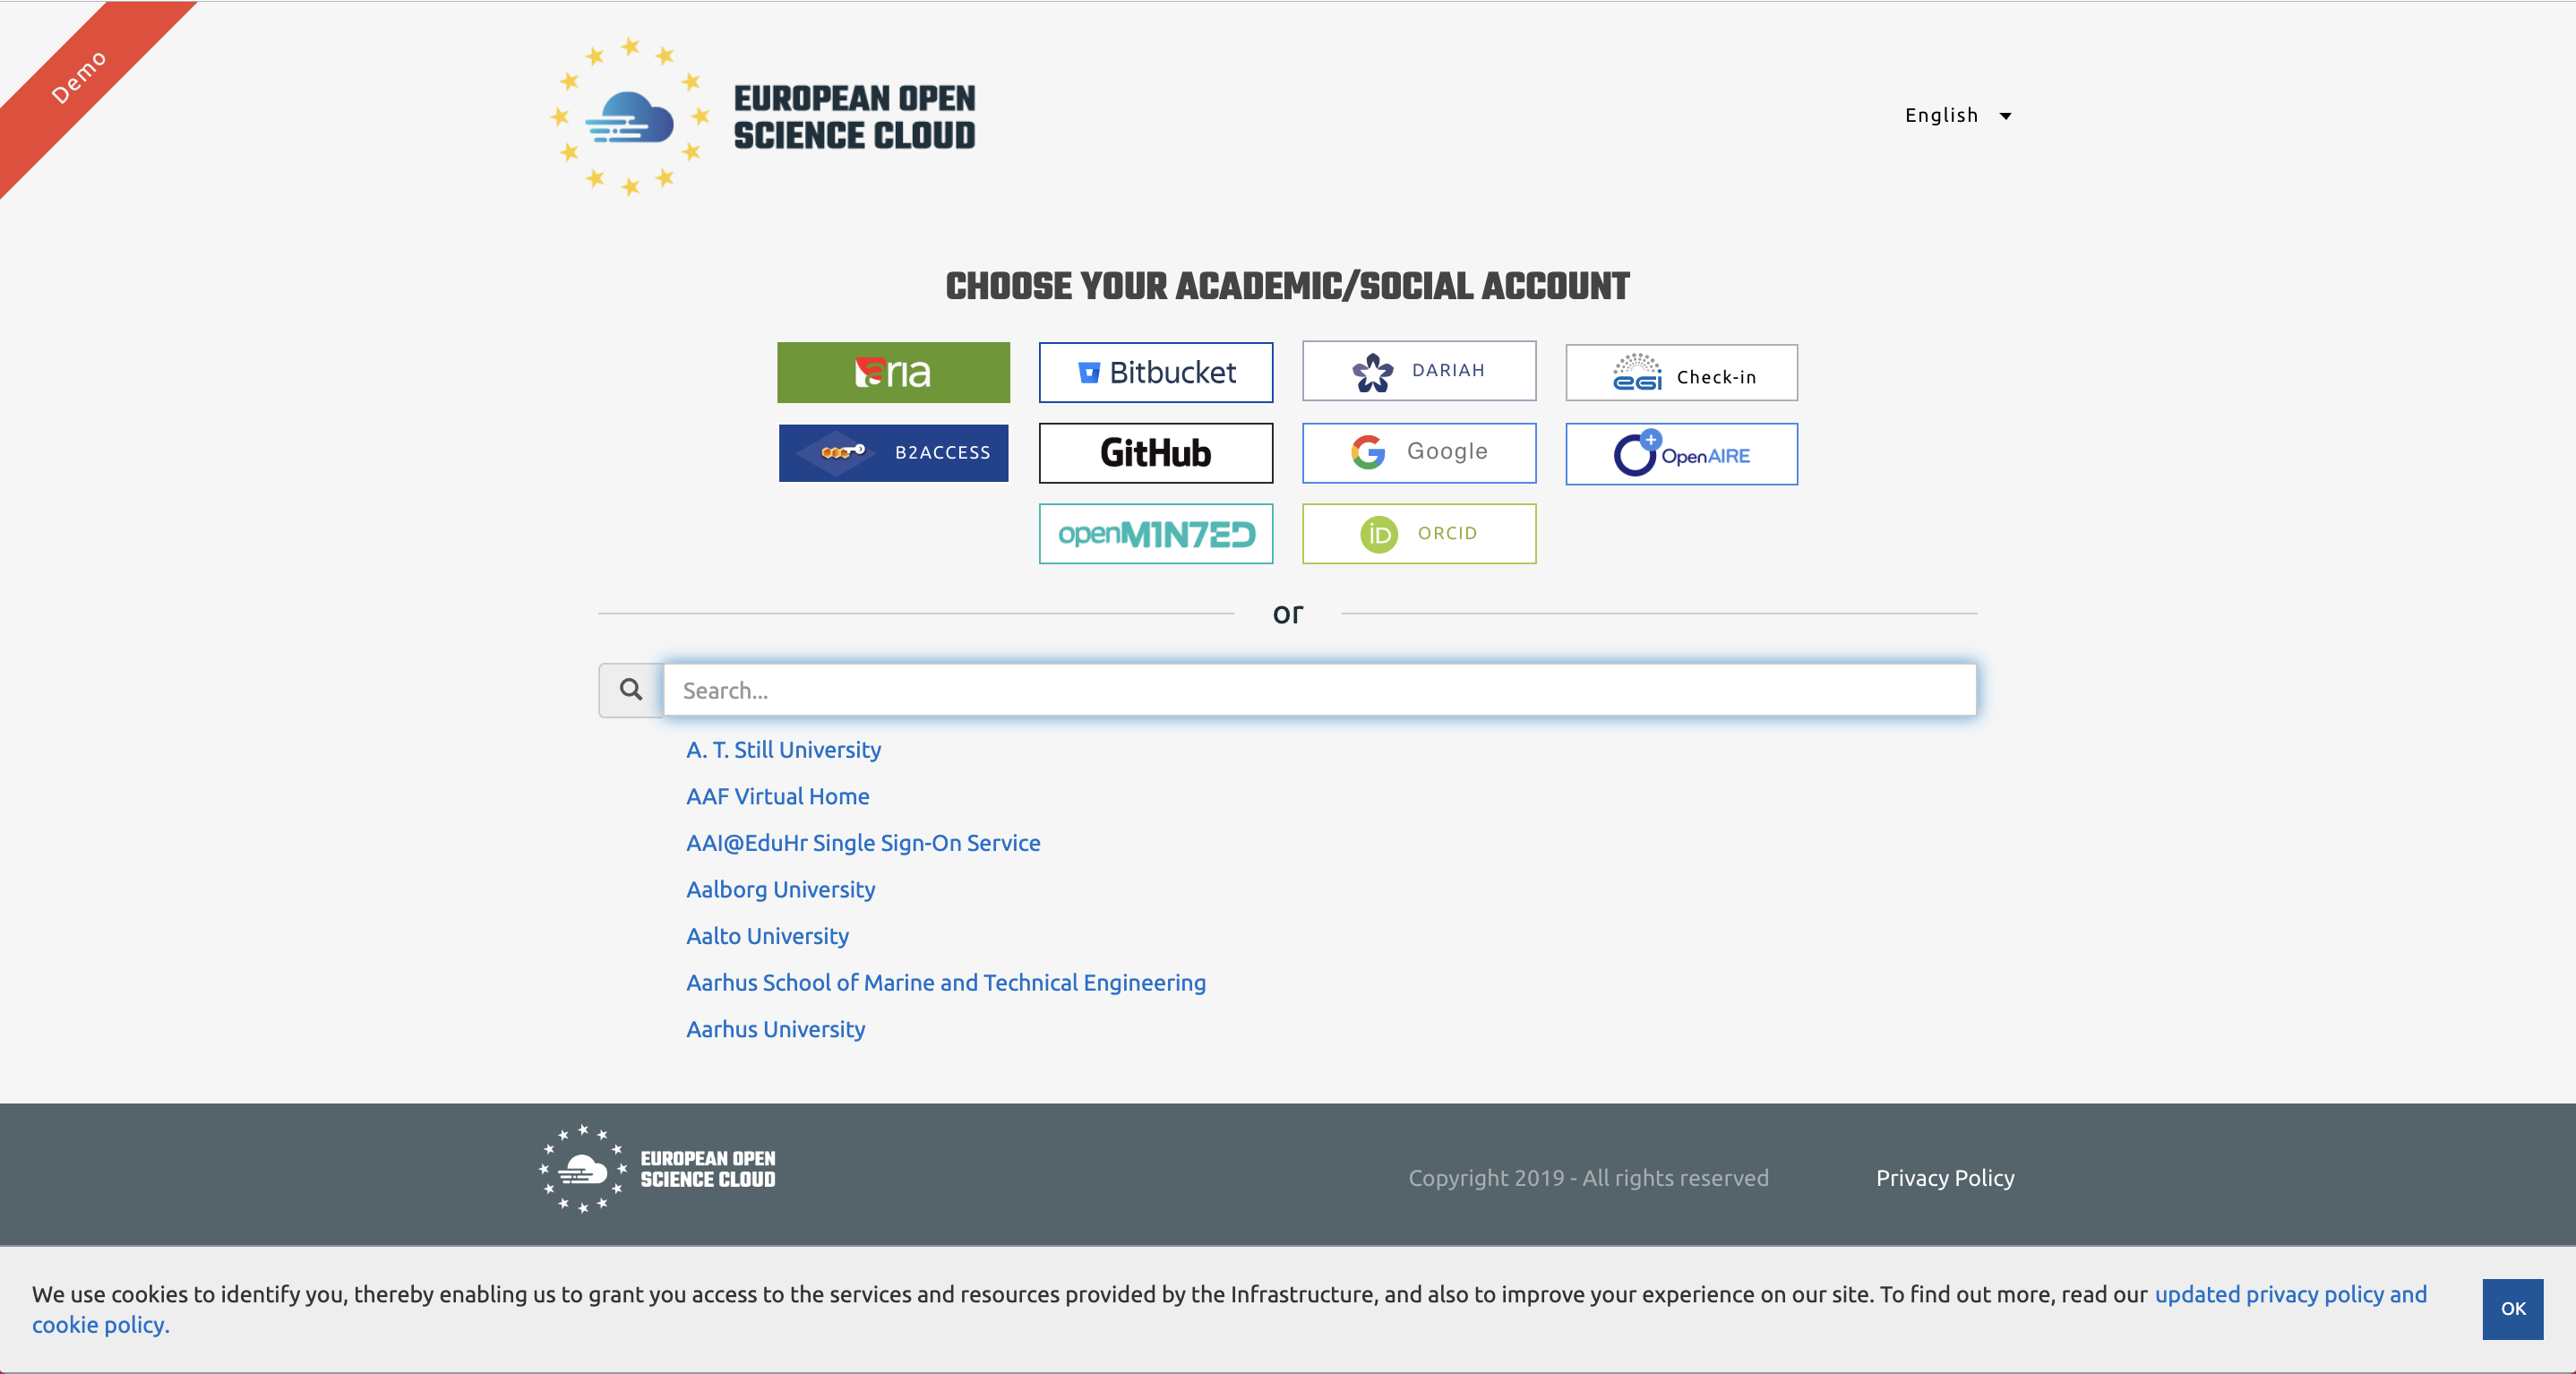 Demo
EUROPEAN OPEN
SCIENCE CLOUD
English
CHOOSE YOUR ACADEMIC/SOCIAL ACCOUNT
aria
Bitbucket
DARIAH
eGi Check-in
B2ACCESS
GitHub
Google
OpenAIRE
openM1N7ED
iD ORCID
or
Search...
A. T. Still University
AAF Virtual Home
AAI@EduHr Single Sign-On Service
Aalborg University
Aalto University
Aarhus School of Marine and Technical Engineering
Aarhus University
EUROPEAN OPEN
SCIENCE CLOUD
Copyright 2019 - All rights reserved
Privacy Policy
We use cookies to identify you, thereby enabling us to grant you access to the services and resources provided by the Infrastructure, and also to improve your experience on our site. To find out more, read our updated privacy policy and
cookie policy.
OK